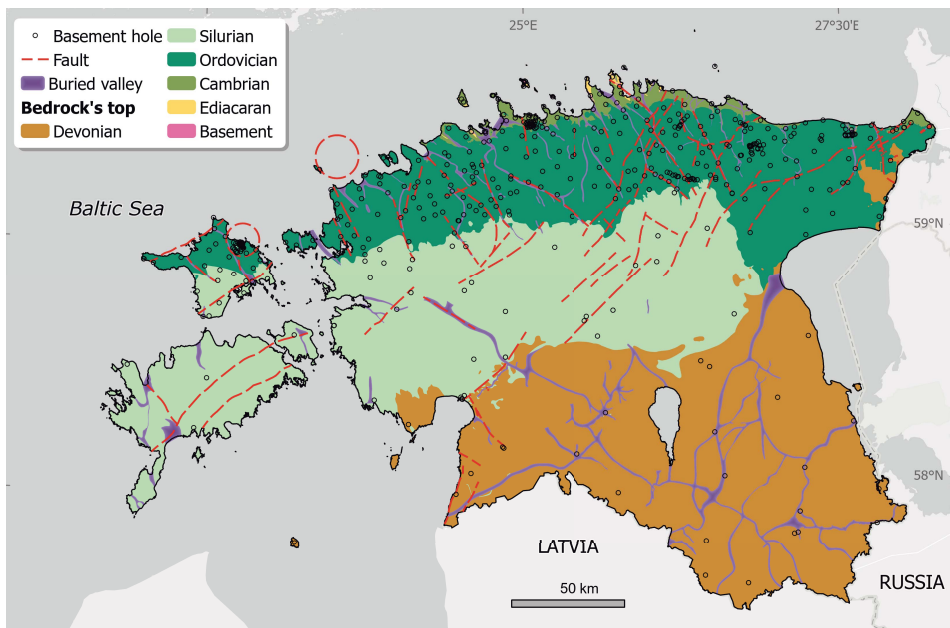 25°E
27°30'E
Basement hole
Fault
Buried valley
Bedrock's top
Devonian
Silurian
Ordovician
Cambrian
Ediacaran
Basement
Baltic Sea
59°N
58°N
LATVIA
50 km
RUSSIA